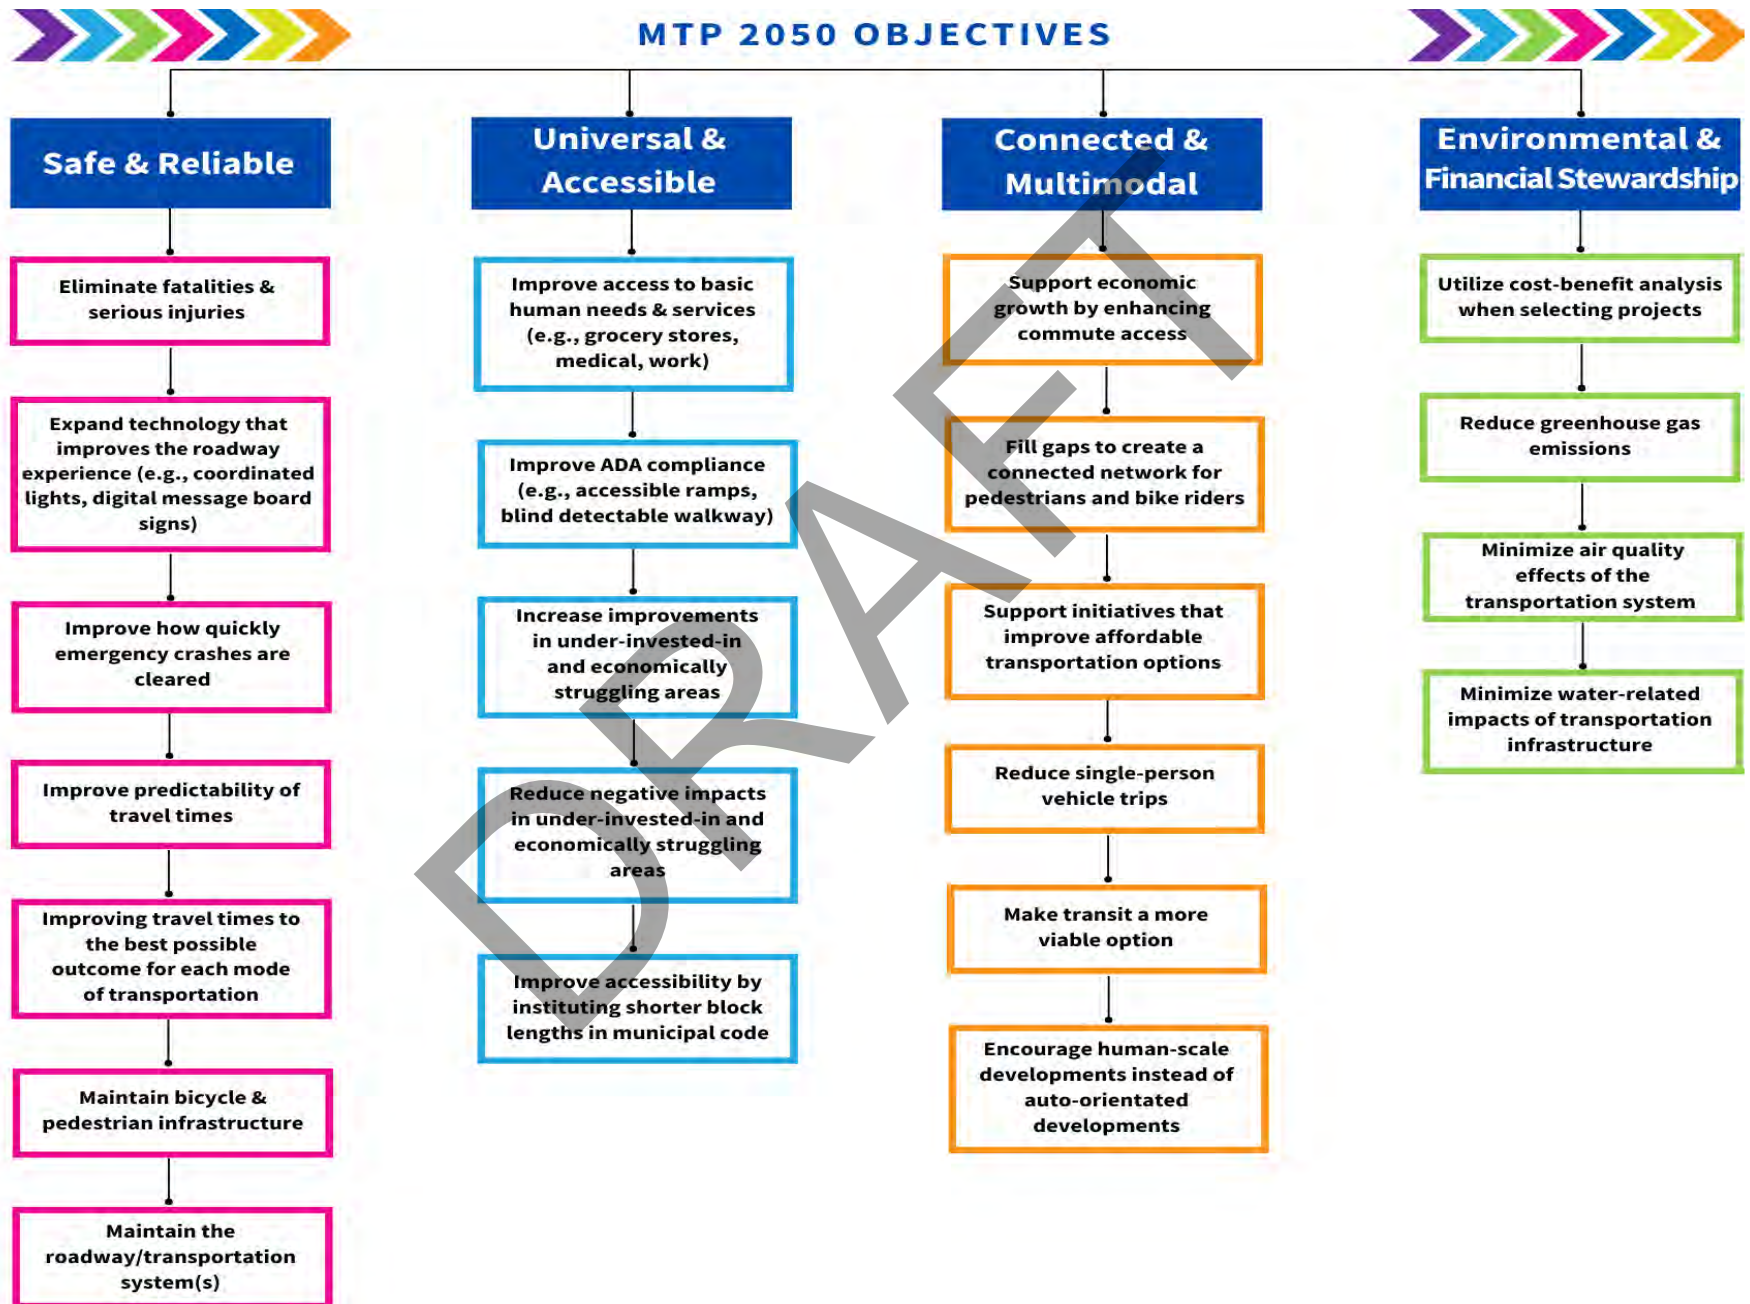 MTP 2050 OBJECTIVES
Safe & Reliable
Eliminate fatalities &
serious injuries
Expand technology that
improves the roadway
experience (e.g., coordinated
lights, digital message board
signs)
Improve how quickly
emergency crashes are
cleared
Improve predictability of
travel times
Improving travel times to
the best possible
outcome for each mode
of transportation
Maintain bicycle &
pedestrian infrastructure
Maintain the
roadway/transportation
system(s)
Universal &
Accessible
Improve access to basic
human needs & services
(e.g., grocery stores,
medical, work)
Improve ADA compliance
(e.g., accessible ramps,
blind detectable walkway)
Increase improvements
in under-invested-in
and economically
struggling areas
Reduce negative impacts
in under-invested-in and
economically struggling
areas
Improve accessibility by
instituting shorter block
lengths in municipal code
Connected &
Multimodal
Support economic
growth by enhancing
commute access
Fill gaps to create a
connected network for
pedestrians and bike riders
Support initiatives that
improve affordable
transportation options
Reduce single-person
vehicle trips
Make transit a more
viable option
Encourage human-scale
developments instead of
auto-orientated
developments
Environmental &
Financial Stewardship
Utilize cost-benefit analysis
when selecting projects
Reduce greenhouse gas
emissions
Minimize air quality
effects of the
transportation system
Minimize water-related
impacts of transportation
infrastructure
DRAFT